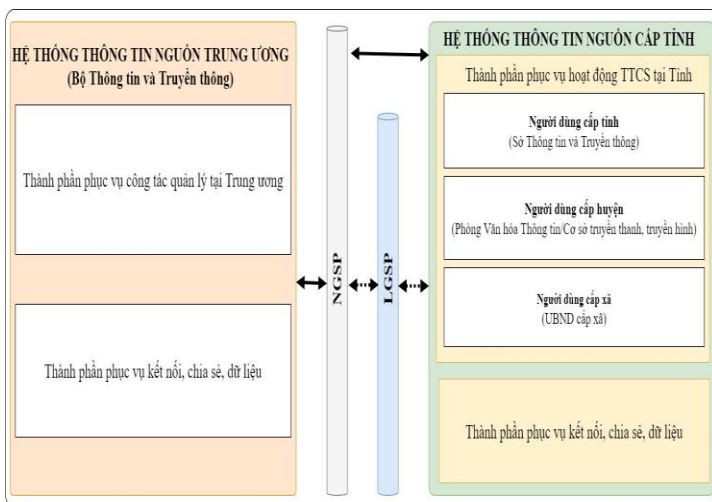 HỆ THỐNG THÔNG TIN NGUỒN TRUNG ƯƠNG
(Bộ Thông tin và Truyền thông)
Thành phần phục vụ công tác quản lý tại Trung ương
Thành phần phục vụ kết nối, chia sẻ, dữ liệu
NGSP
LGSP
HỆ THỐNG THÔNG TIN NGUỒN CẤP TỈNH
Thành phần phục vụ hoạt động TTCS tại Tỉnh
Người dùng cấp tỉnh
(Sở Thông tin và Truyền thông)
Người dùng cấp huyện
(Phòng Văn hóa Thông tin/Cơ sở truyền thanh, truyền hình)
Người dùng cấp xã
(UBND cấp xã)
Thành phần phục vụ kết nối, chia sẻ, dữ liệu